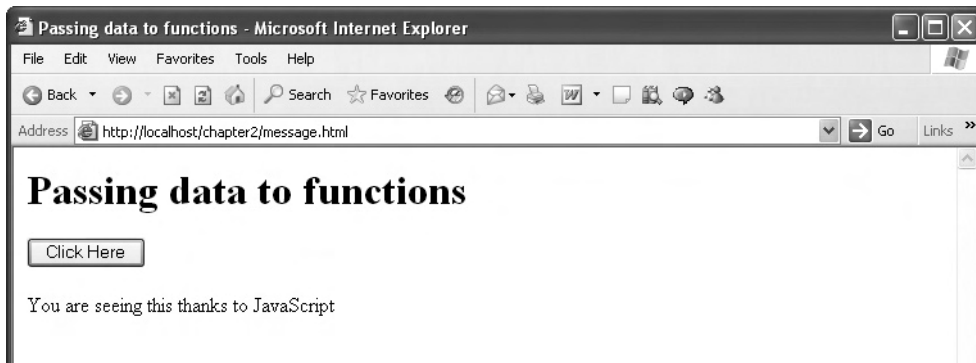 Passing data to functions - Microsoft Internet Explorer
File Edit View Favorites Tools Help
Back Search Favorites W
Address http://localhost/chapter2/message.html Go Links »
Passing data to functions
Click Here
You are seeing this thanks to JavaScript